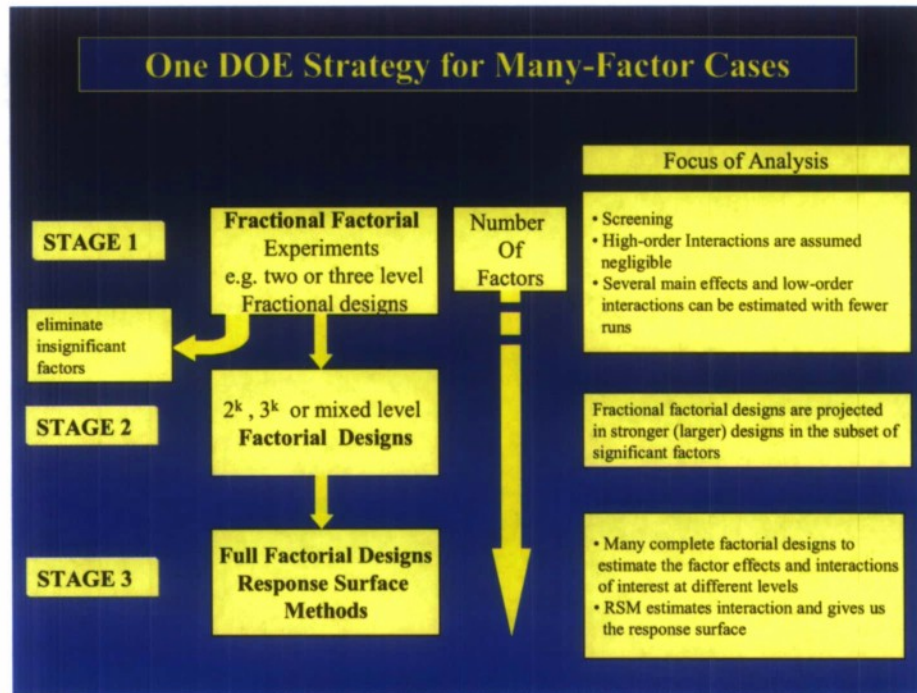 One DOE Strategy for Many-Factor Cases
Focus of Analysis
STAGE 1
Fractional Factorial
Experiments
e.g. two or three level
Fractional designs
Number
Of
Factors
• Screening
• High-order Interactions are assumed
negligible
• Several main effects and low-order
interactions can be estimated with fewer
runs
eliminate
insignificant
factors
STAGE 2
2ᵏ , 3ᵏ or mixed level
Factorial Designs
Fractional factorial designs are projected
in stronger (larger) designs in the subset of
significant factors
STAGE 3
Full Factorial Designs
Response Surface
Methods
• Many complete factorial designs to
estimate the factor effects and interactions
of interest at different levels
• RSM estimates interaction and gives us
the response surface